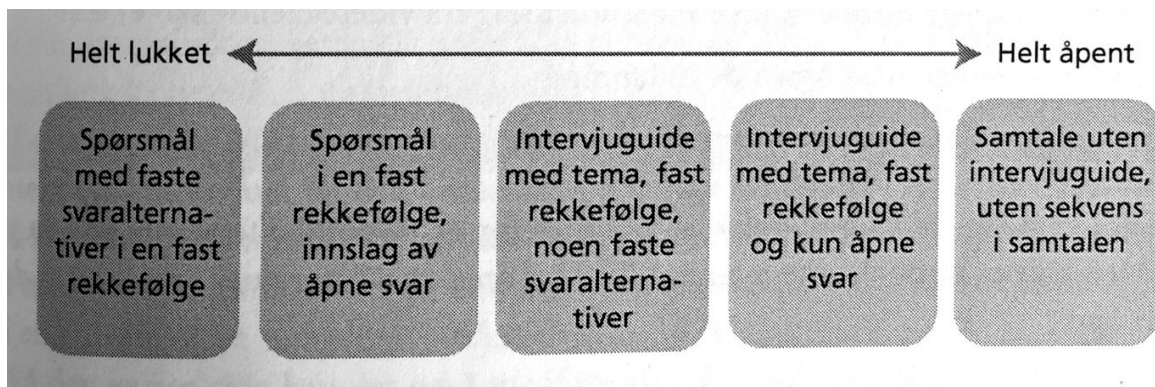 Helt lukket
Helt åpent
Spørsmål
med faste
svaralterna-
tiver i en fast
rekkefølge
Spørsmål
i en fast
rekkefølge,
innslag av
åpne svar
Intervjuguide
med tema, fast
rekkefølge,
noen faste
svaralterna-
tiver
Intervjuguide
med tema, fast
rekkefølge
og kun åpne
svar
Samtale uten
intervjuguide,
uten sekvens
i samtalen